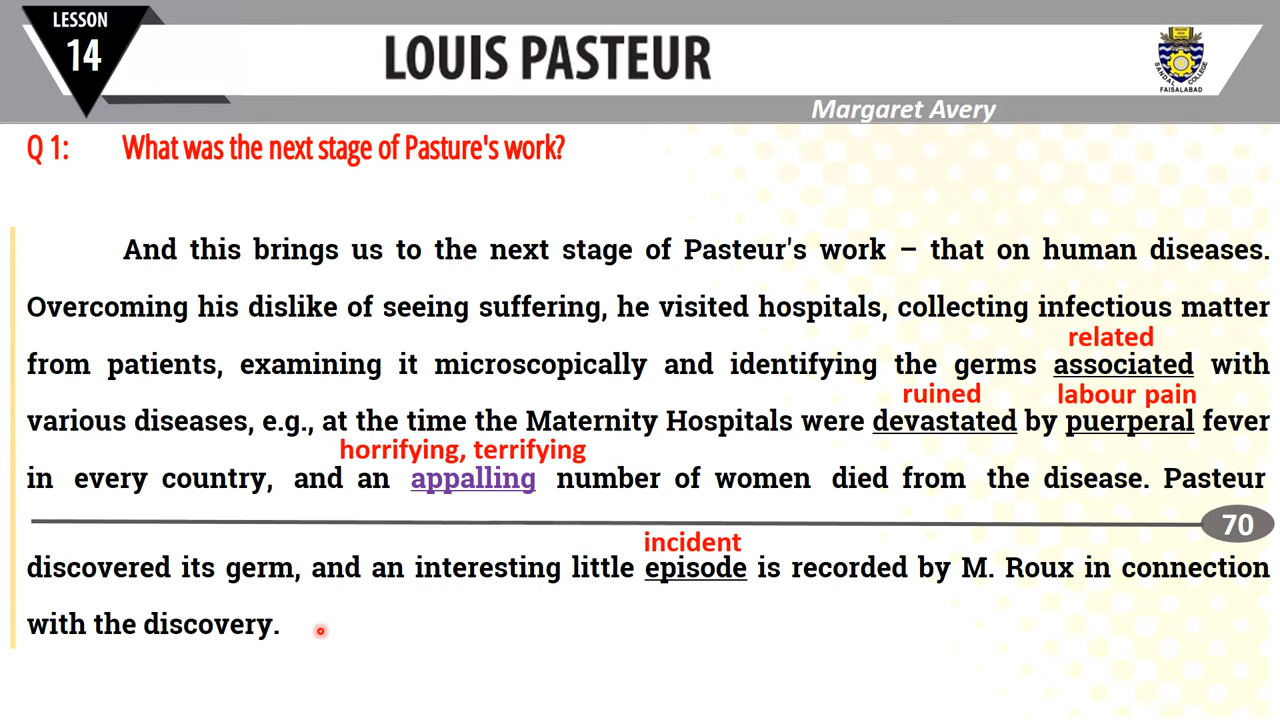 LESSON
14
LOUIS PASTEUR
SANDAL COLLEGE
FAISALABAD
Margaret Avery
Q 1: What was the next stage of Pasture's work?
And this brings us to the next stage of Pasteur's work – that on human diseases.
Overcoming his dislike of seeing suffering, he visited hospitals, collecting infectious matter
related
from patients, examining it microscopically and identifying the germs associated with
ruined labour pain
various diseases, e.g., at the time the Maternity Hospitals were devastated by puerperal fever
horrifying, terrifying
in every country, and an appalling number of women died from the disease. Pasteur
70
incident
discovered its germ, and an interesting little episode is recorded by M. Roux in connection
with the discovery.